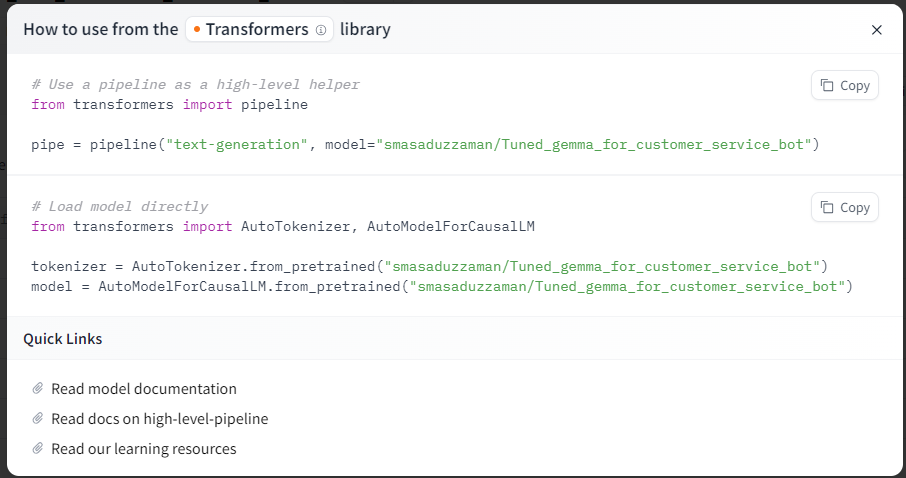 How to use from the Transformers library
# Use a pipeline as a high-level helper
Copy
from transformers import pipeline
pipe = pipeline("text-generation", model="smasaduzzaman/Tuned_gemma_for_customer_service_bot")
# Load model directly
Copy
from transformers import AutoTokenizer, AutoModelForCausalLM
tokenizer = AutoTokenizer.from_pretrained("smasaduzzaman/Tuned_gemma_for_customer_service_bot")
model = AutoModelForCausalLM.from_pretrained("smasaduzzaman/Tuned_gemma_for_customer_service_bot")
Quick Links
Read model documentation
Read docs on high-level-pipeline
Read our learning resources